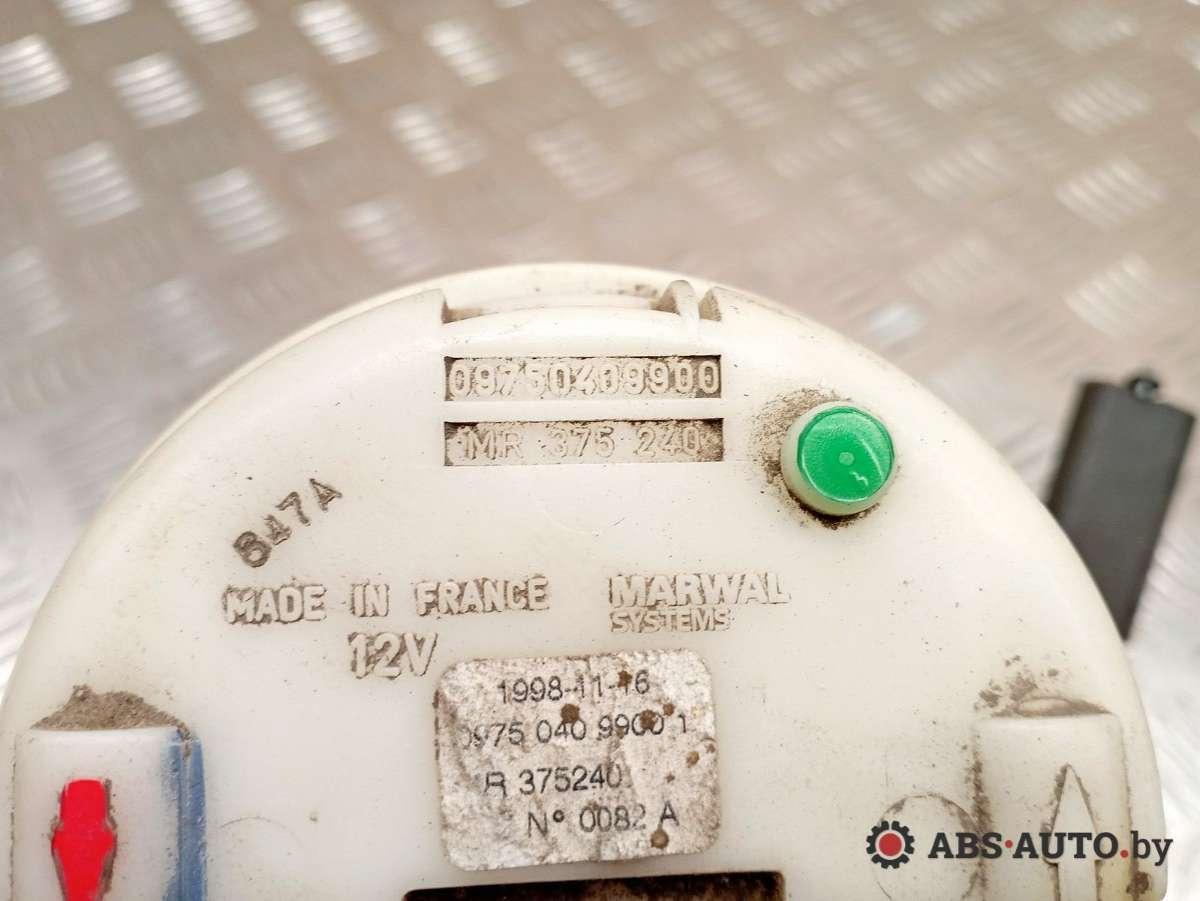 09750409900
MR 375 240
847A
MADE IN FRANCE
MARWAL
SYSTEMS
12V
1998-11-16
0975 040 9900 1
R 375240
N° 0082 A
ABS·AUTO.by